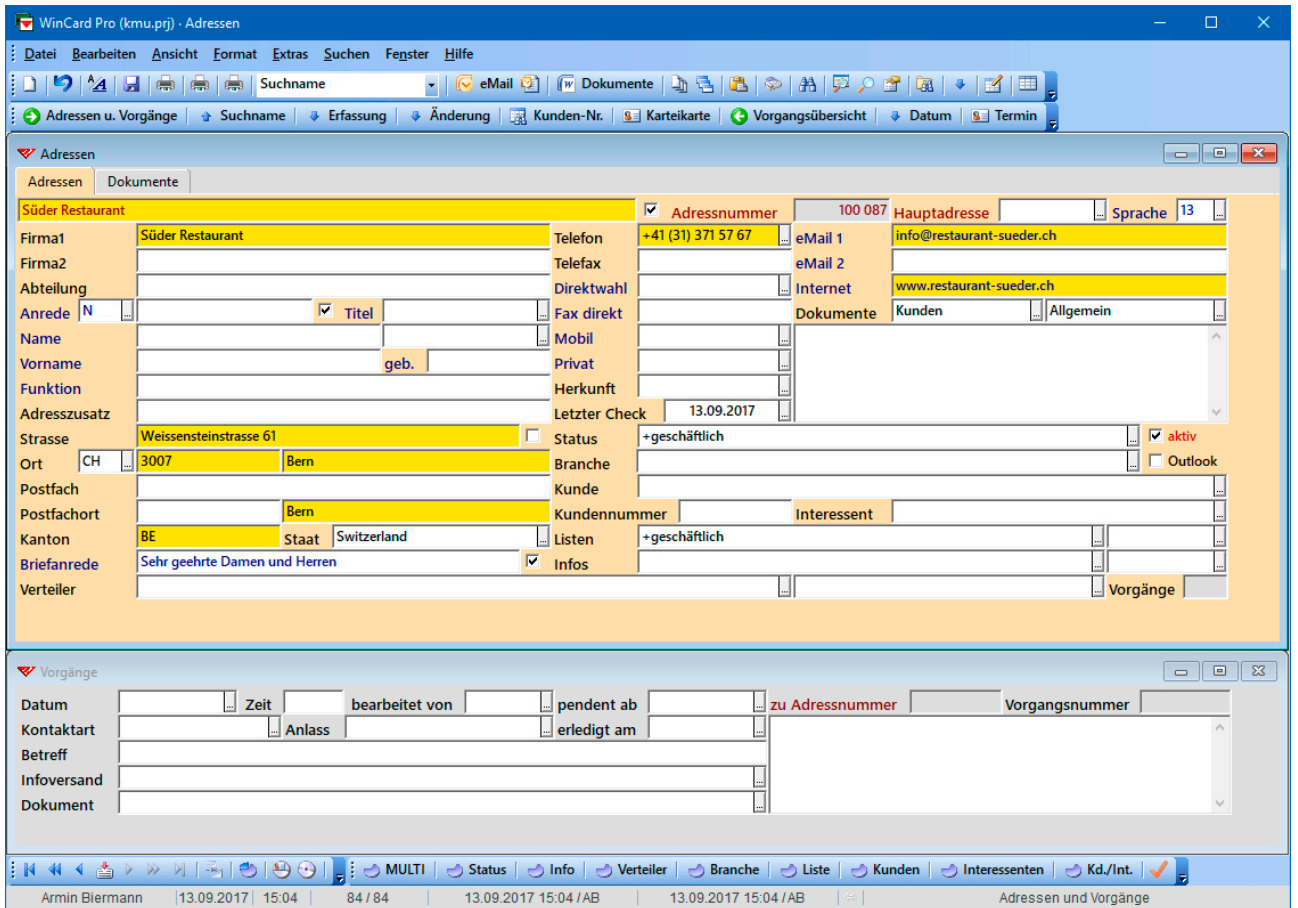 WinCard Pro (kmu.prj) - Adressen
Datei Bearbeiten Ansicht Format Extras Suchen Fenster Hilfe
Suchname eMail Dokumente
Adressen u. Vorgänge Suchname Erfassung Änderung Kunden-Nr. Karteikarte Vorgangsübersicht Datum Termin
Adressen
Adressen Dokumente
Süder Restaurant Adressnummer 100 087 Hauptadresse Sprache 13
Firma1 Süder Restaurant Telefon +41 (31) 371 57 67 eMail 1 info@restaurant-sueder.ch
Firma2 Telefax eMail 2
Abteilung Direktwahl Internet www.restaurant-sueder.ch
Anrede N Titel Fax direkt Dokumente Kunden Allgemein
Name Mobil
Vorname geb. Privat
Funktion Herkunft
Adresszusatz Letzter Check 13.09.2017
Strasse Weissensteinstrasse 61 Status +geschäftlich aktiv
Ort CH 3007 Bern Branche Outlook
Postfach Kunde
Postfachort Bern Kundennummer Interessent
Kanton BE Staat Switzerland Listen +geschäftlich
Briefanrede Sehr geehrte Damen und Herren Infos
Verteiler Vorgänge
Vorgänge
Datum Zeit bearbeitet von pendent ab zu Adressnummer Vorgangsnummer
Kontaktart Anlass erledigt am
Betreff
Infoversand
Dokument
MULTI Status Info Verteiler Branche Liste Kunden Interessenten Kd./Int.
Armin Biermann 13.09.2017 15:04 84 / 84 13.09.2017 15:04 / AB 13.09.2017 15:04 / AB Adressen und Vorgänge